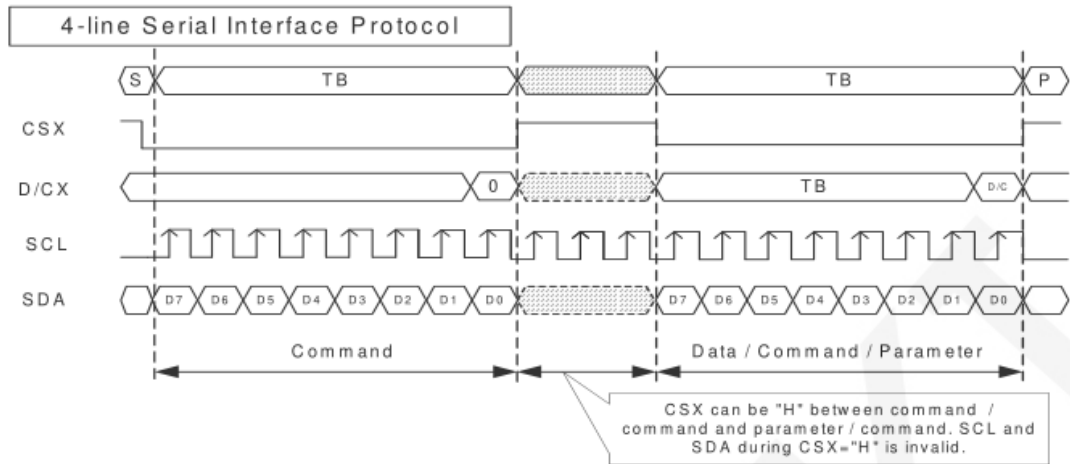 4-line Serial Interface Protocol
S TB TB P
CSX
D/CX 0 TB D/C
SCL
SDA D7 D6 D5 D4 D3 D2 D1 D0 D7 D6 D5 D4 D3 D2 D1 D0
Command Data / Command / Parameter
CSX can be "H" between command /
command and parameter / command. SCL and
SDA during CSX="H" is invalid.